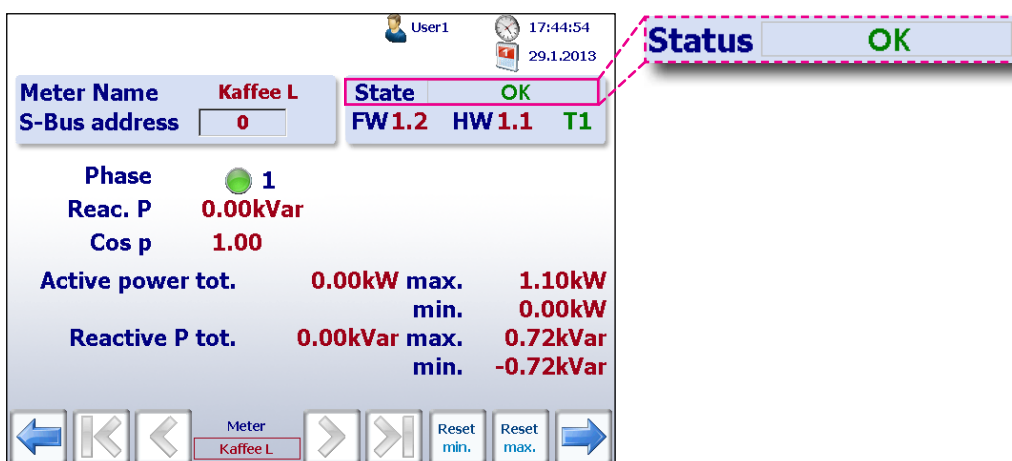 User1 17:44:54
29.1.2013
Status OK
Meter Name Kaffee L State OK
S-Bus address 0 FW 1.2 HW 1.1 T1
Phase 1
Reac. P 0.00kVar
Cos p 1.00
Active power tot. 0.00kW max. 1.10kW
min. 0.00kW
Reactive P tot. 0.00kVar max. 0.72kVar
min. -0.72kVar
Meter
Kaffee L
Reset
min.
Reset
max.